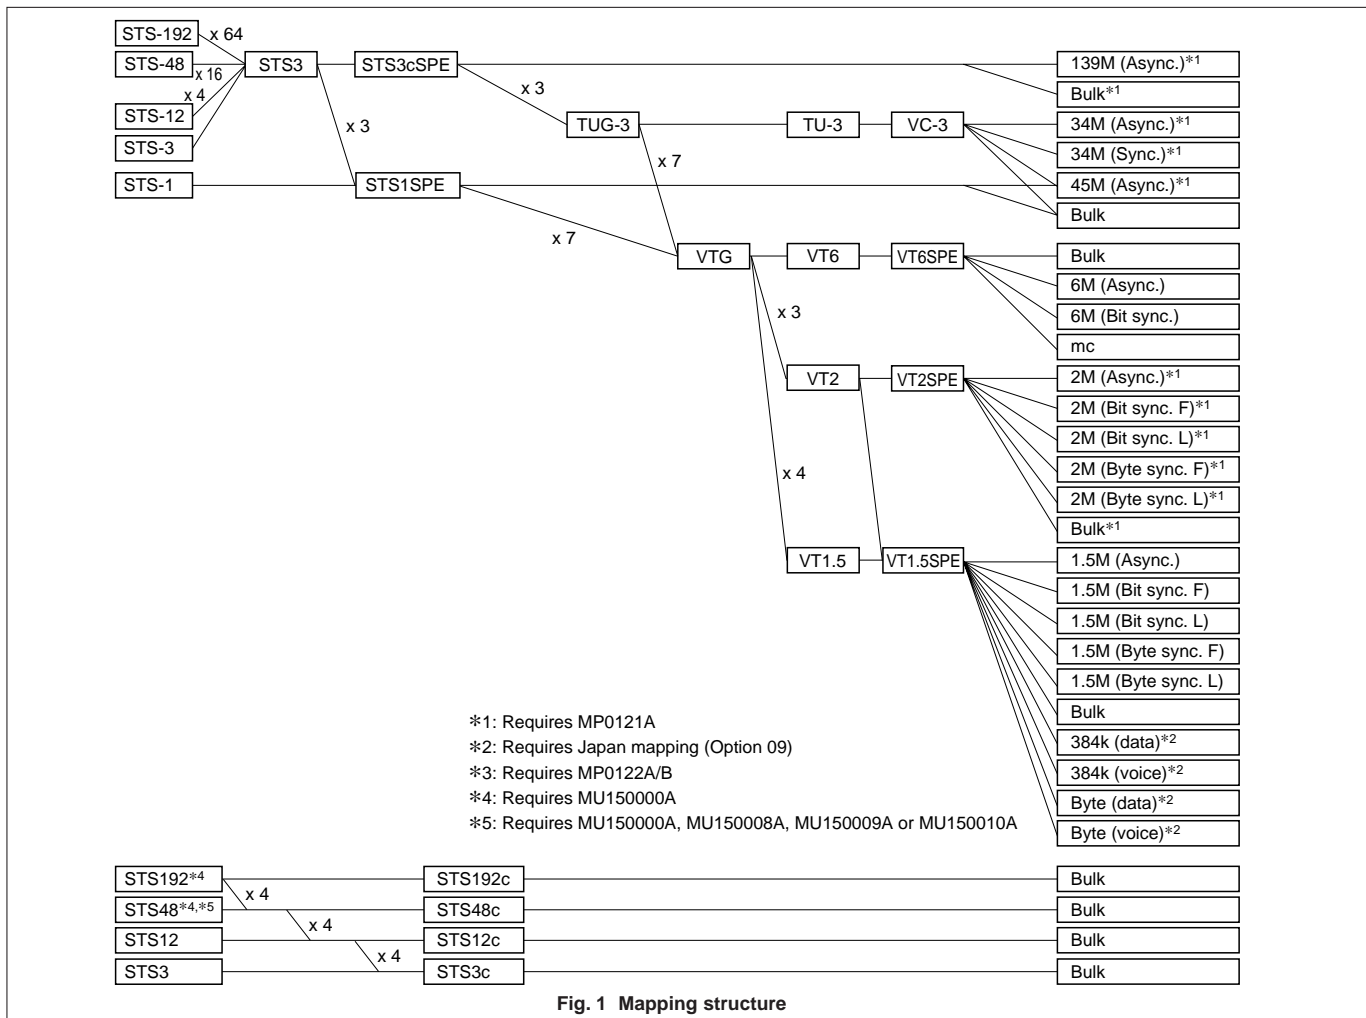 STS-192 x 64
STS-48 STS3 STS3cSPE 139M (Async.)*1
x 16
x 4 x 3 Bulk*1
STS-12 x 3 TUG-3 TU-3 VC-3 34M (Async.)*1
STS-3 x 7 34M (Sync.)*1
STS-1 STS1SPE 45M (Async.)*1
Bulk
x 7
VTG VT6 VT6SPE Bulk
6M (Async.)
x 3 6M (Bit sync.)
mc
VT2 VT2SPE 2M (Async.)*1
2M (Bit sync. F)*1
2M (Bit sync. L)*1
x 4 2M (Byte sync. F)*1
2M (Byte sync. L)*1
Bulk*1
VT1.5 VT1.5SPE 1.5M (Async.)
1.5M (Bit sync. F)
1.5M (Bit sync. L)
1.5M (Byte sync. F)
1.5M (Byte sync. L)
Bulk
384k (data)*2
384k (voice)*2
Byte (data)*2
Byte (voice)*2
*1: Requires MP0121A
*2: Requires Japan mapping (Option 09)
*3: Requires MP0122A/B
*4: Requires MU150000A
*5: Requires MU150000A, MU150008A, MU150009A or MU150010A
STS192*4 STS192c Bulk
x 4
STS48*4,*5 STS48c Bulk
x 4
STS12 STS12c Bulk
x 4
STS3 STS3c Bulk
Fig. 1 Mapping structure